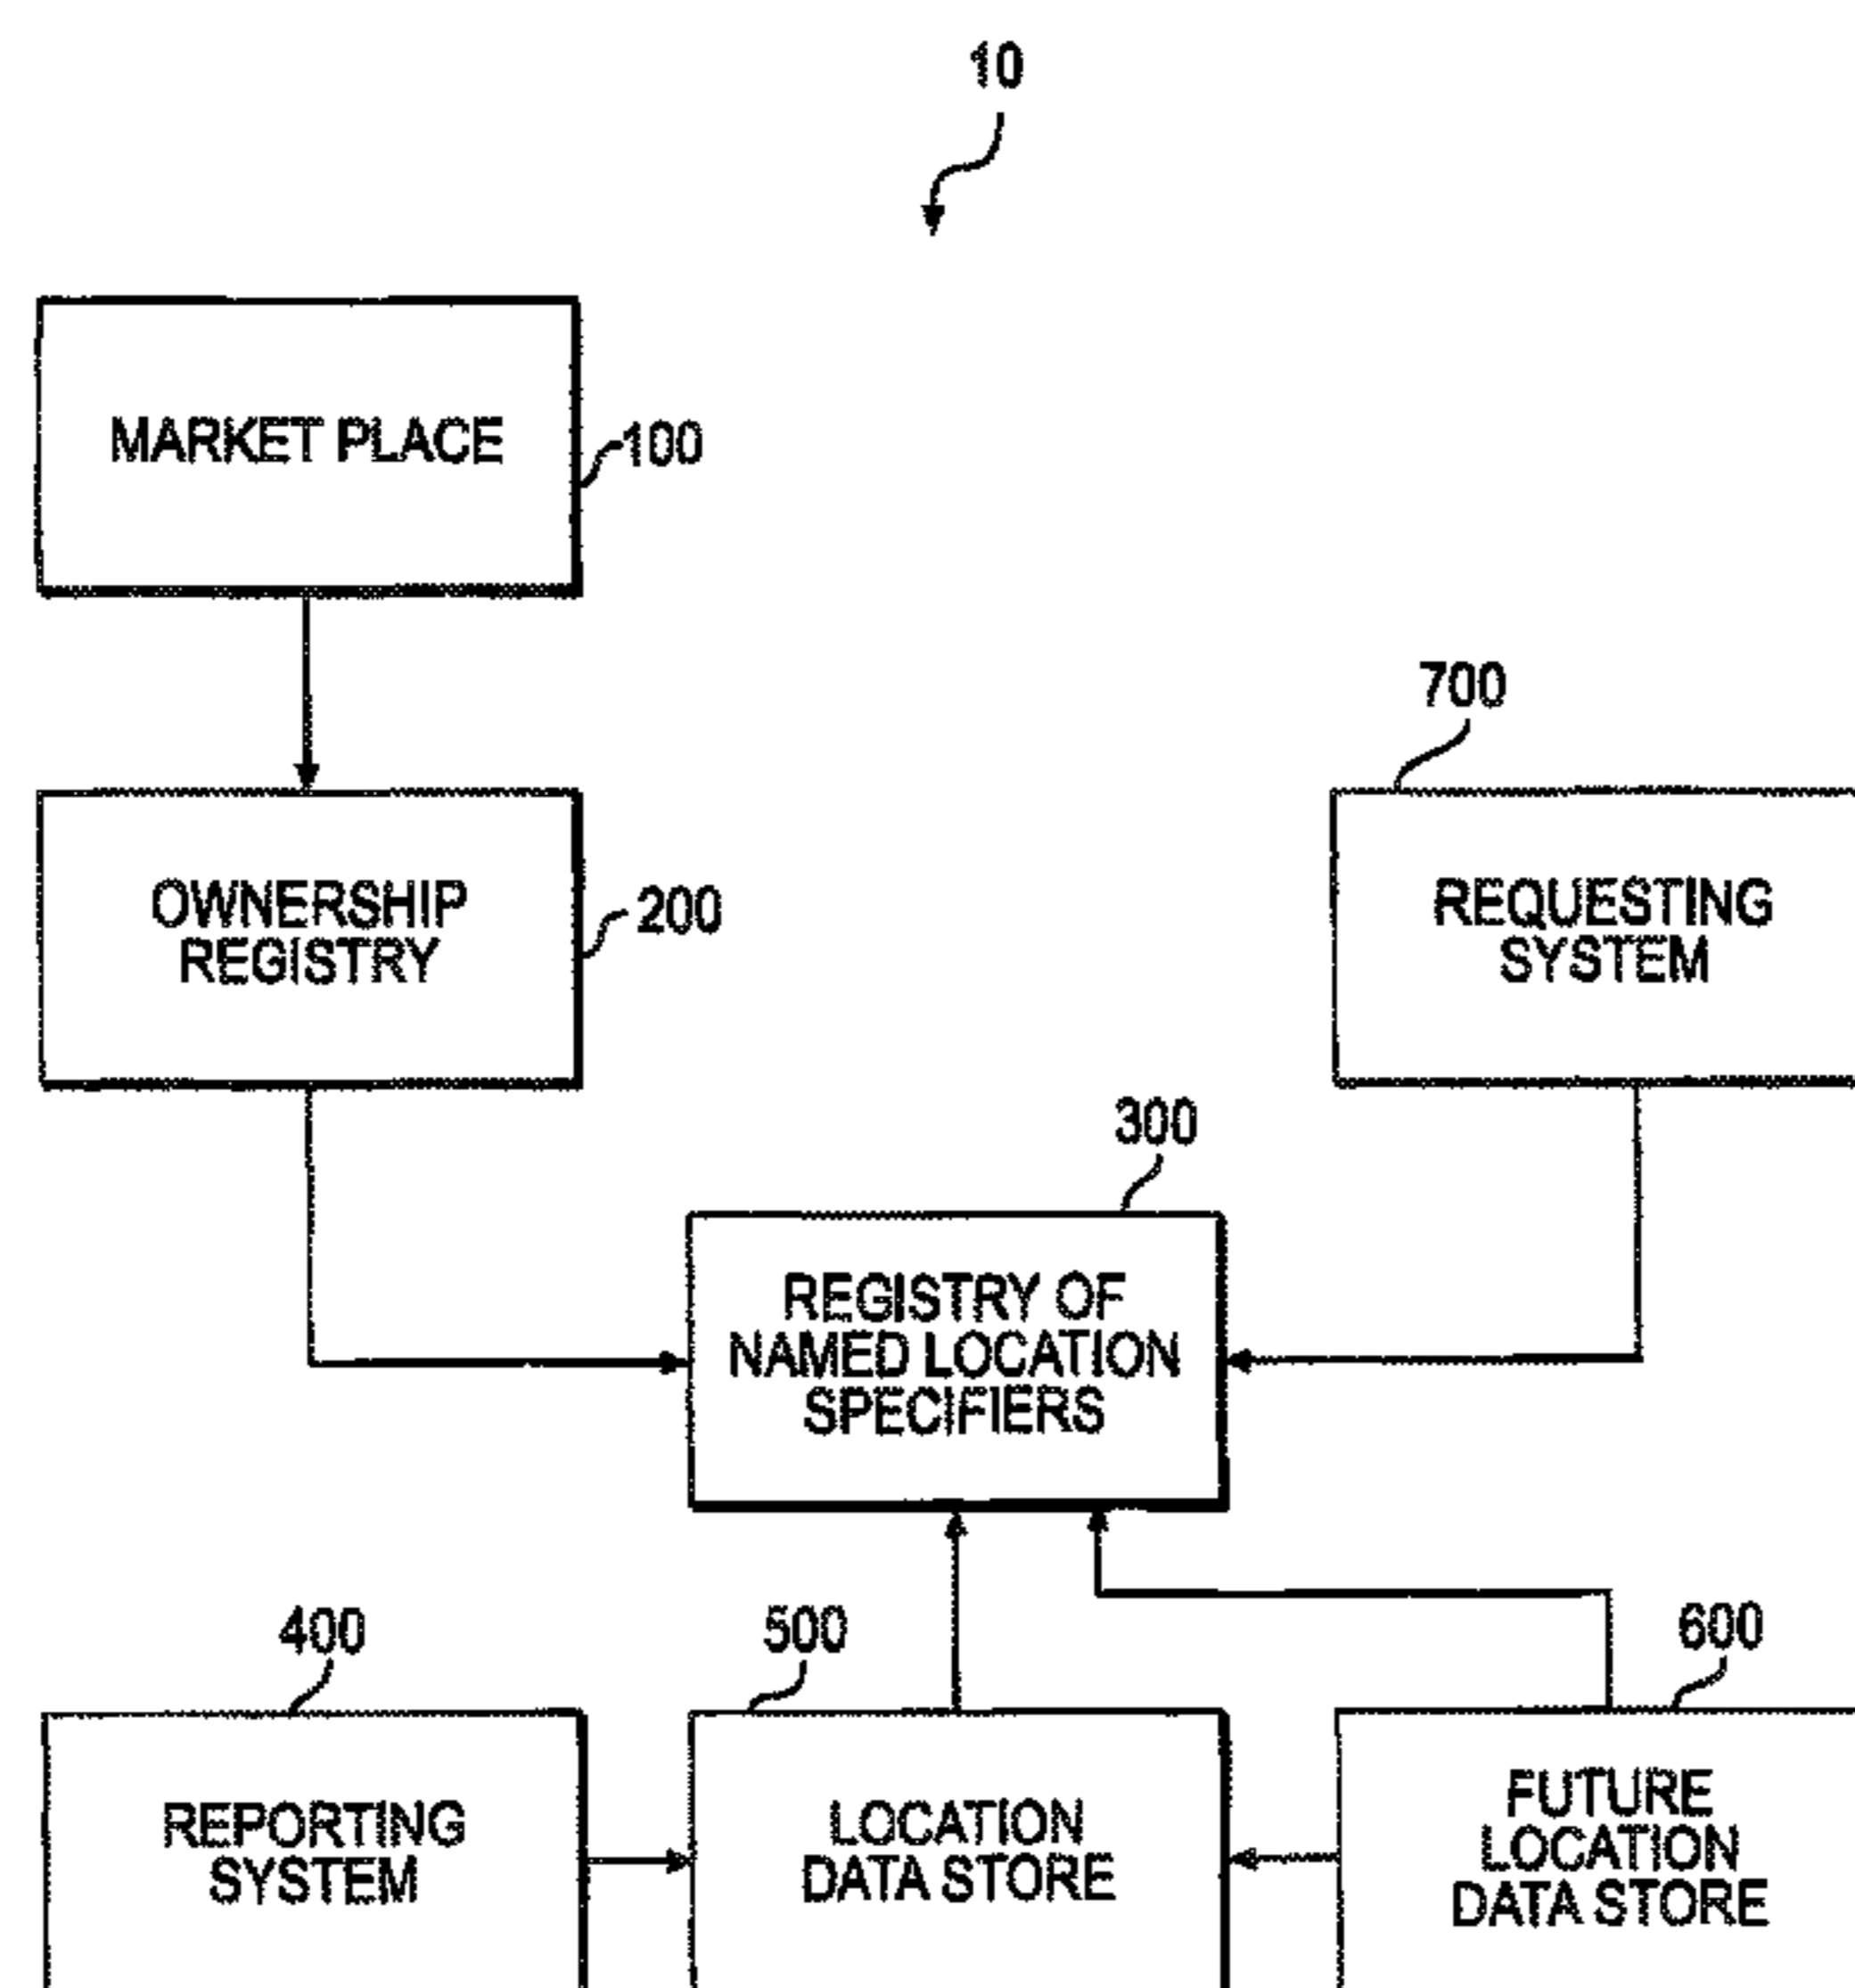 10
MARKET PLACE
100
700
OWNERSHIP
REGISTRY
200
REQUESTING
SYSTEM
300
REGISTRY OF
NAMED LOCATION
SPECIFIERS
400
500
600
REPORTING
SYSTEM
LOCATION
DATA STORE
FUTURE
LOCATION
DATA STORE